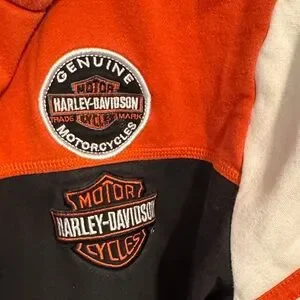 GENUINE
MOTOR
HARLEY-DAVIDSON
TRADE MARK
CYCLES
MOTORCYCLES
MOTOR
HARLEY-DAVIDSON
CYCLES